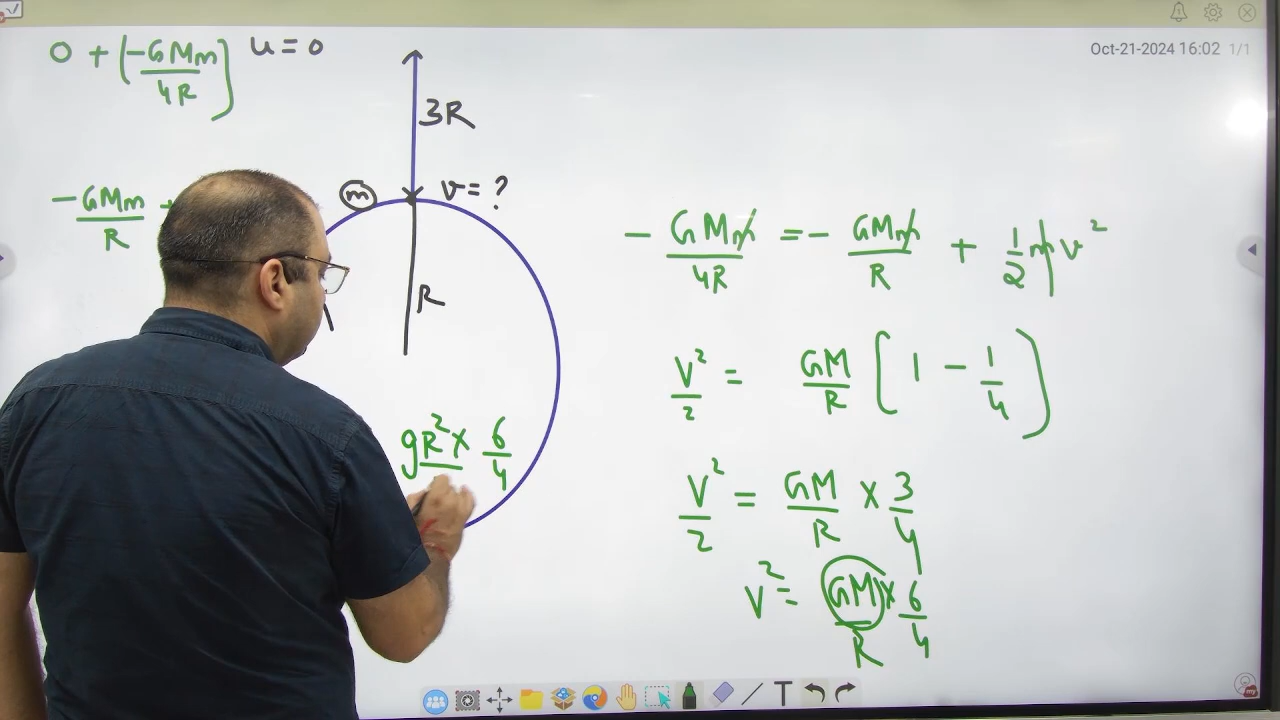 Oct-21-2024 16:02 1/1
0 + (-GMm/4R) u = 0
3R
m v = ?
-GMm/R +
R
- GMm/4R = - GMm/R + 1/2 mv²
V²/2 = GM/R [1 - 1/4)
gR² × 6/4
V²/2 = GM/R × 3/4
V² = GM/R × 6/4
T